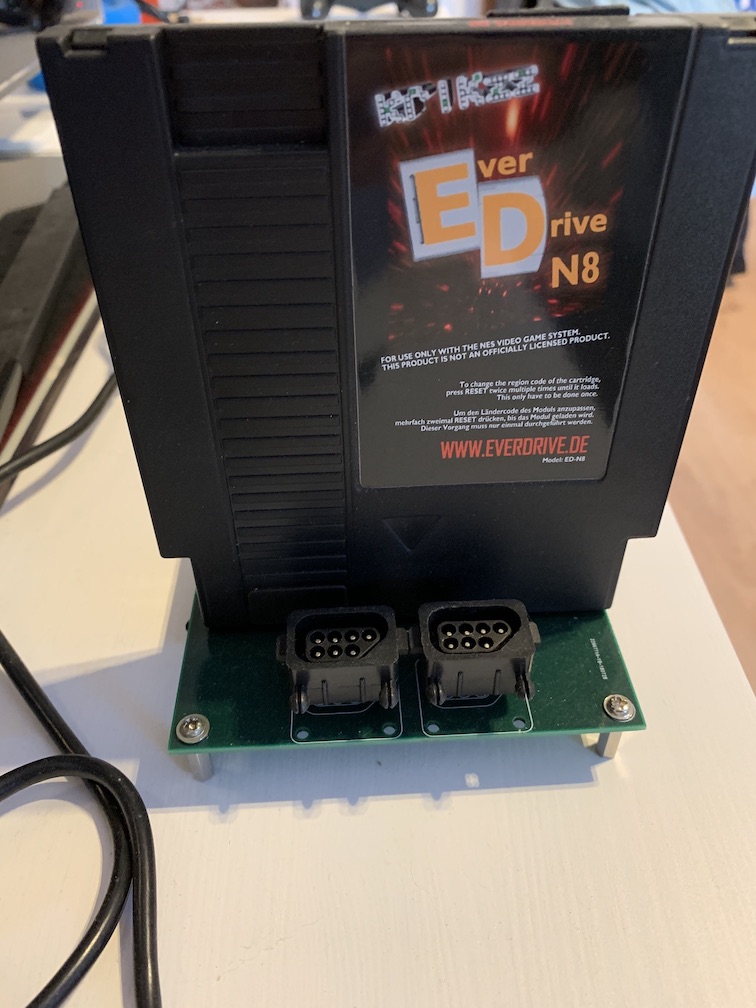 KRIKZZ
EVER
DRIVE
N8
FOR USE ONLY WITH THE NES VIDEO GAME SYSTEM.
THIS PRODUCT IS NOT AN OFFICIALLY LICENSED PRODUCT.
To change the region code of the cartridge,
press RESET twice multiple times until it loads.
This only have to be done once.
Um den Ländercode des Moduls anzupassen,
mehrfach zweimal RESET drücken, bis das Modul geladen wird.
Dieser Vorgang muss nur einmal durchgeführt werden.
WWW.EVERDRIVE.DE
Model: ED-N8